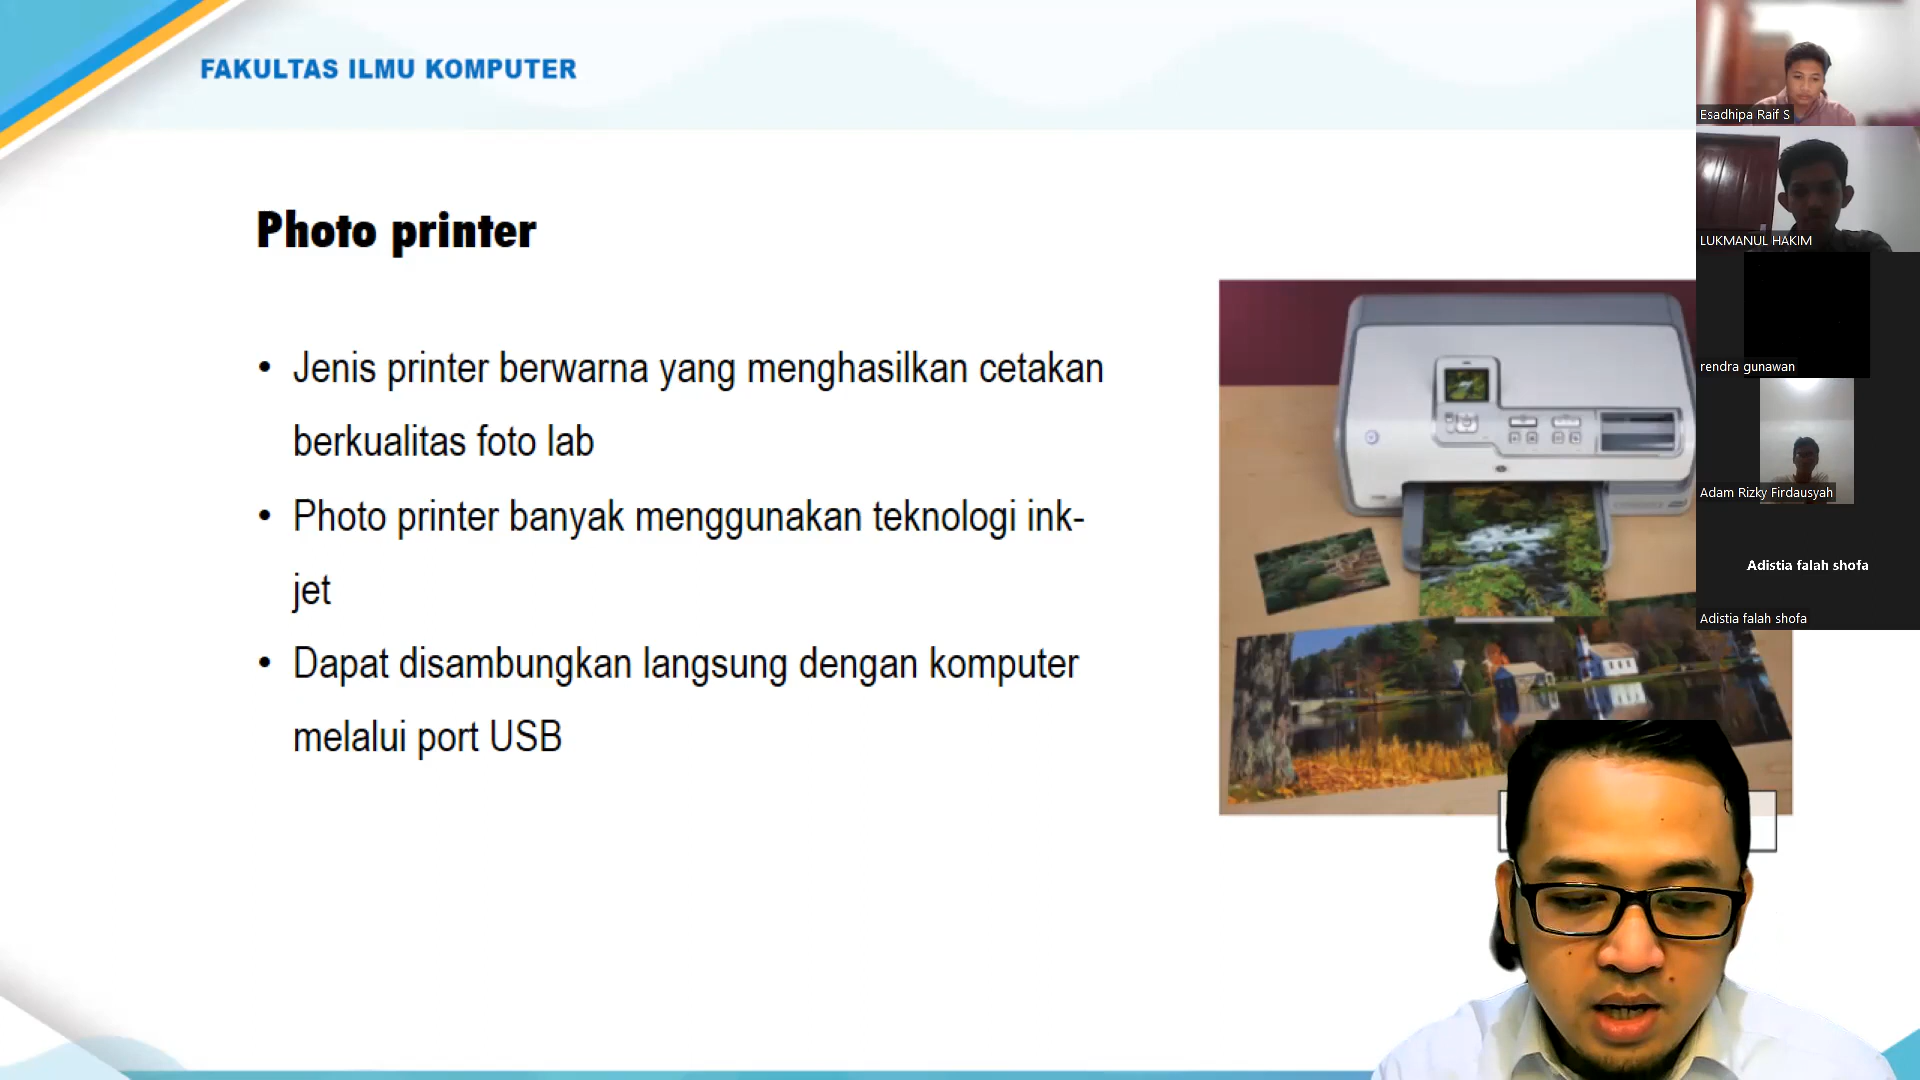 FAKULTAS ILMU KOMPUTER
Photo printer
• Jenis printer berwarna yang menghasilkan cetakan
berkualitas foto lab
• Photo printer banyak menggunakan teknologi ink-
jet
• Dapat disambungkan langsung dengan komputer
melalui port USB
Esadhipa Raif S
LUKMANUL HAKIM
rendra gunawan
Adam Rizky Firdausyah
Adistia falah shofa
Adistia falah shofa